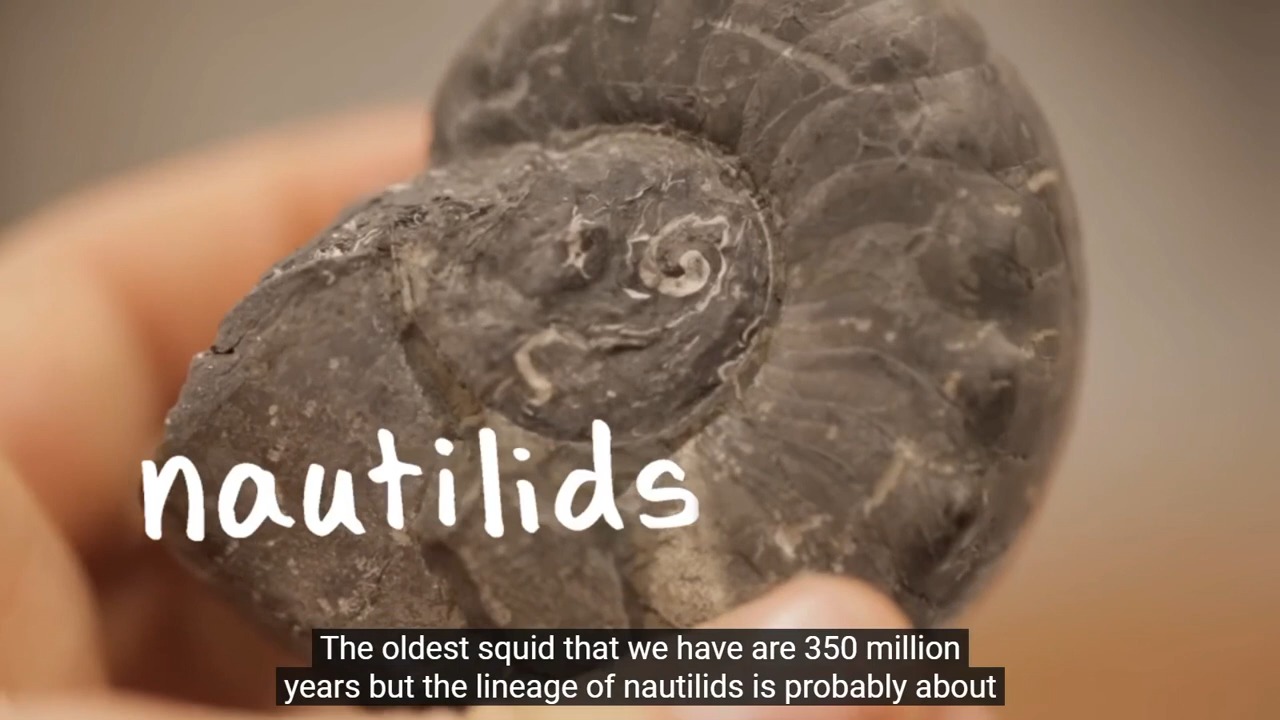 nautilids
The oldest squid that we have are 350 million
years but the lineage of nautilids is probably about